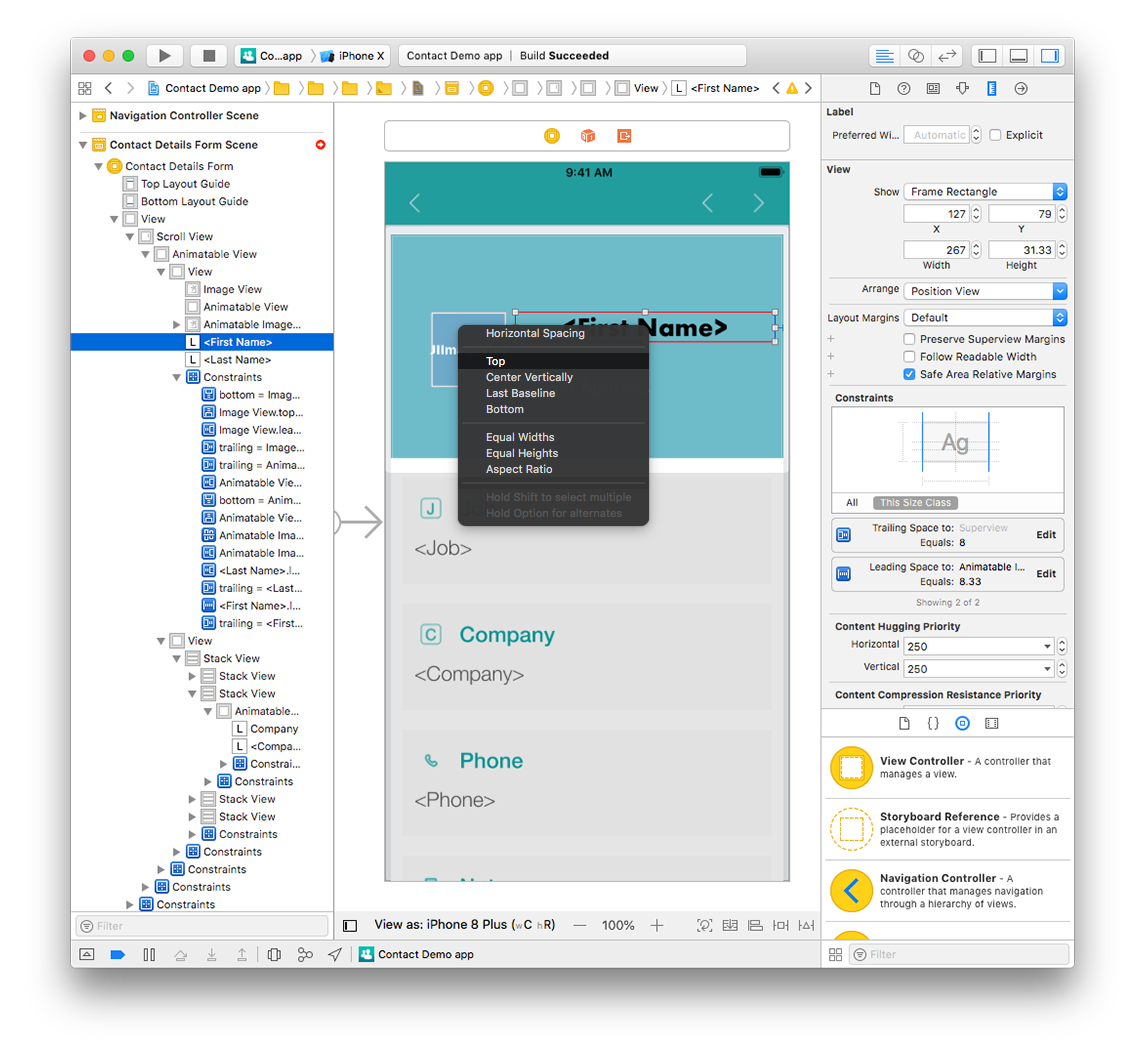 Co...app
iPhone X
Contact Demo app | Build Succeeded
Contact Demo app
View
L <First Name>
Navigation Controller Scene
Contact Details Form Scene
Contact Details Form
Top Layout Guide
Bottom Layout Guide
View
Scroll View
Animatable View
View
Image View
Animatable View
Animatable Image...
L <First Name>
L <Last Name>
Constraints
bottom = Imag...
Image View.top...
Image View.lea...
trailing = Image...
trailing = Anima...
Animatable Vie...
bottom = Anim...
Animatable Vie...
Animatable Ima...
Animatable Ima...
<Last Name>.l...
trailing = <Last...
<First Name>.l...
trailing = <First...
View
Stack View
Stack View
Stack View
Animatable...
L Company
L <Compa...
Constrai...
Constraints
Stack View
Stack View
Constraints
Constraints
Constraints
Constraints
Constraints
Filter
9:41 AM
<First Name>
Horizontal Spacing
Top
Center Vertically
Last Baseline
Bottom
Equal Widths
Equal Heights
Aspect Ratio
Hold Shift to select multiple
Hold Option for alternates
J
<Job>
C Company
<Company>
Phone
<Phone>
View as: iPhone 8 Plus (wC hR)
100%
Contact Demo app
Label
Preferred Wi... Automatic Explicit
View
Show Frame Rectangle
127 79
X Y
267 31.33
Width Height
Arrange Position View
Layout Margins Default
Preserve Superview Margins
Follow Readable Width
Safe Area Relative Margins
Constraints
Ag
All This Size Class
Trailing Space to: Superview
Equals: 8
Edit
Leading Space to: Animatable I...
Equals: 8.33
Edit
Showing 2 of 2
Content Hugging Priority
Horizontal 250
Vertical 250
Content Compression Resistance Priority
{}
View Controller - A controller that
manages a view.
Storyboard Reference - Provides a
placeholder for a view controller in an
external storyboard.
Navigation Controller - A
controller that manages navigation
through a hierarchy of views.
Filter